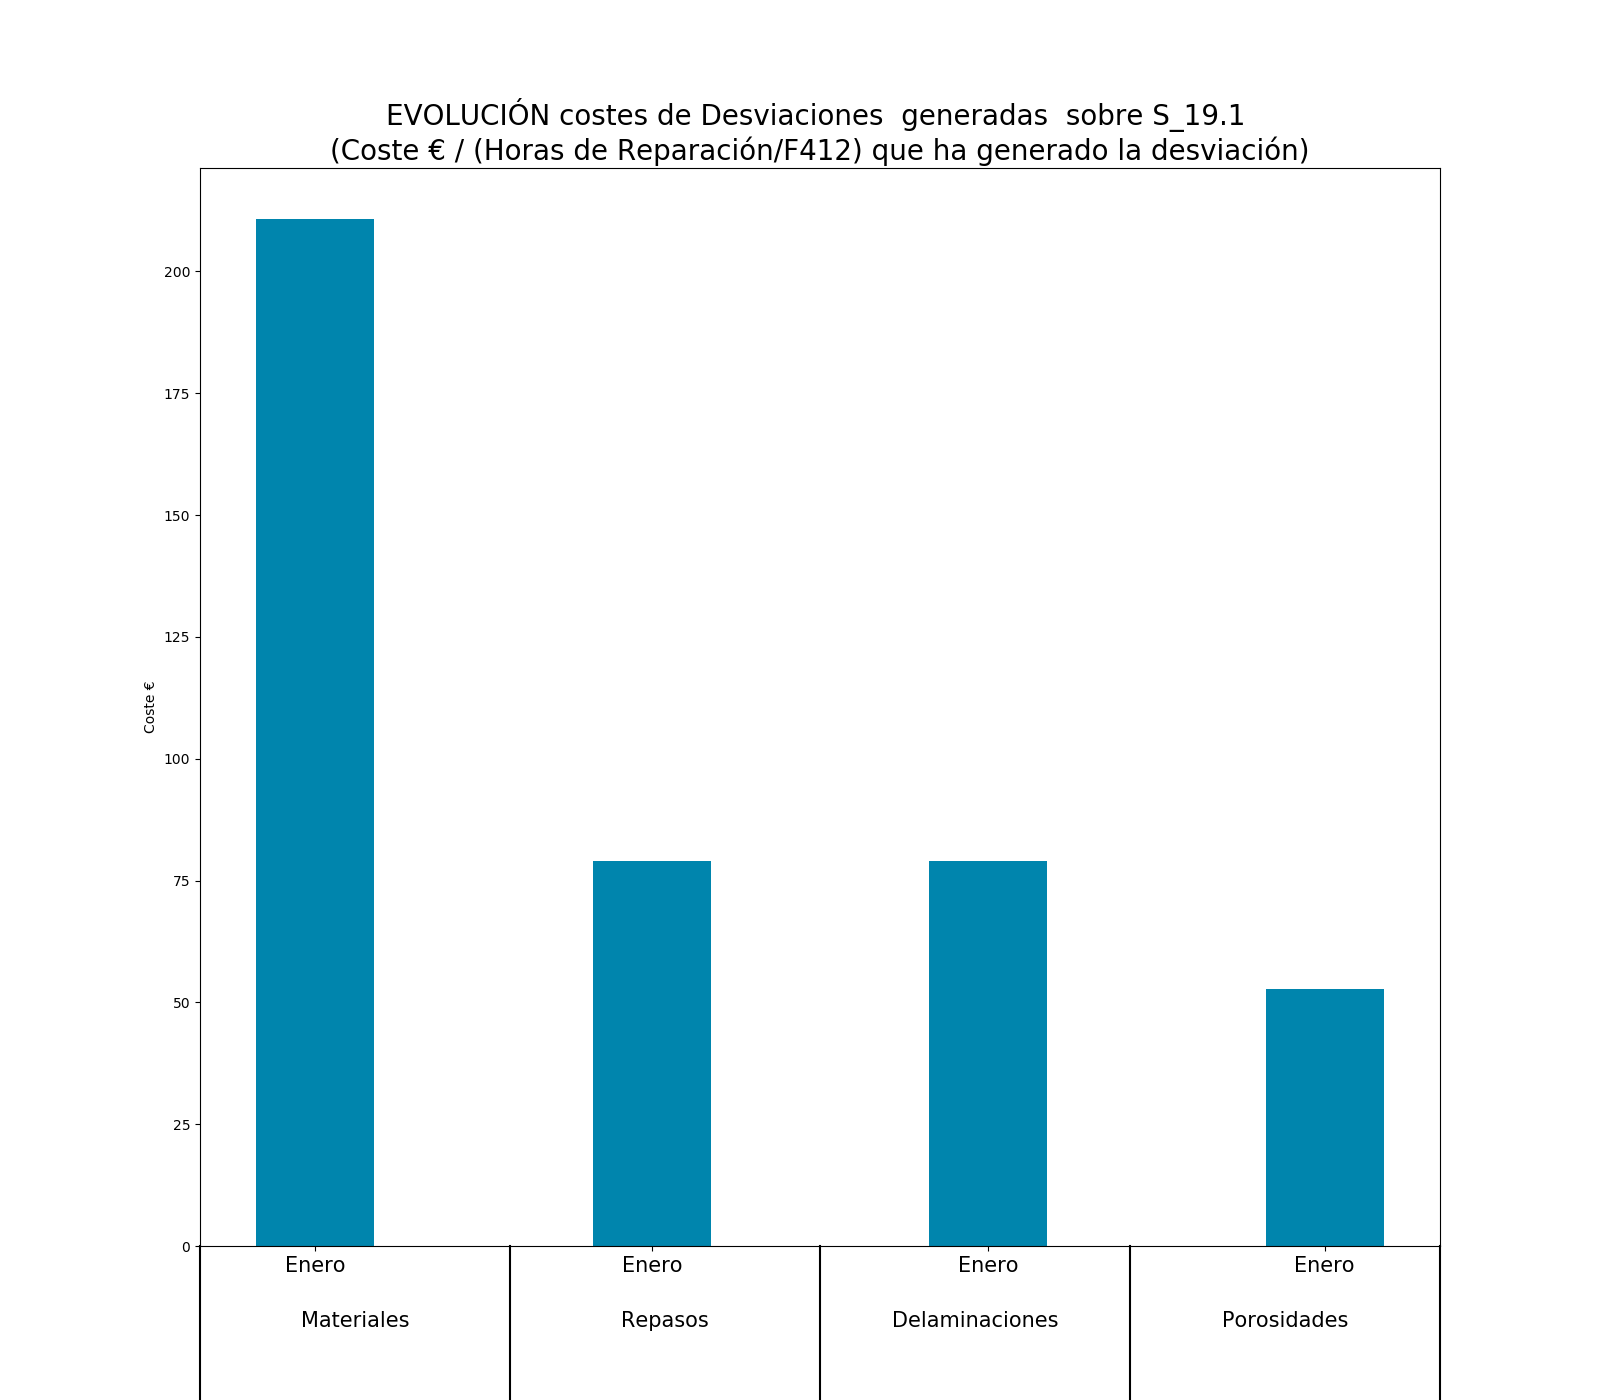 EVOLUCIÓN costes de Desviaciones  generadas  sobre S_19.1
(Coste € / (Horas de Reparación/F412) que ha generado la desviación)
200
175
150
125
100
75
50
25
0
Coste €
Enero Enero Enero Enero
Materiales Repasos Delaminaciones Porosidades